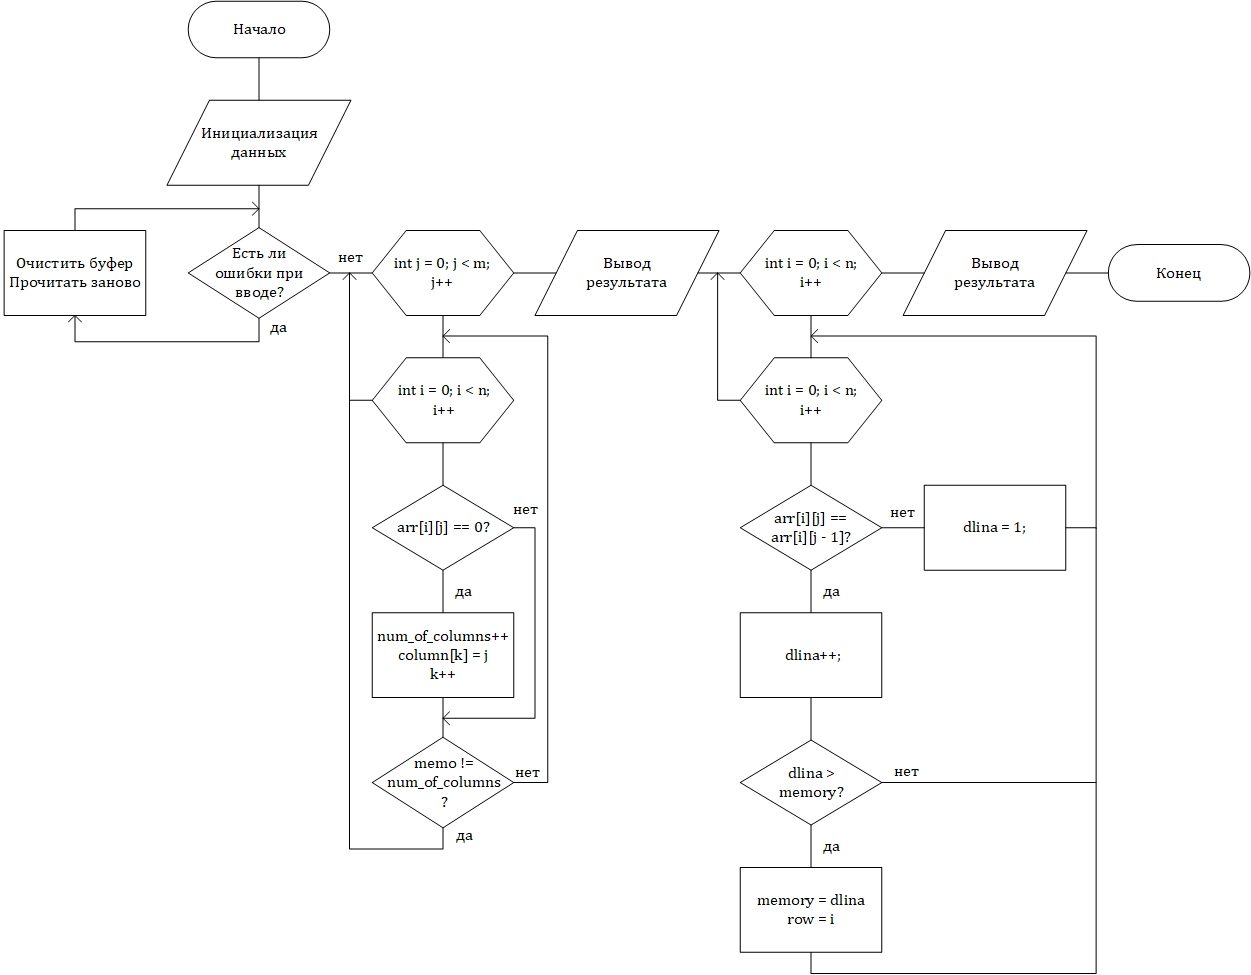 Начало
Инициализация
данных
Очистить буфер
Прочитать заново
Есть ли
ошибки при
вводе?
нет
да
int j = 0; j < m;
j++
Вывод
результата
int i = 0; i < n;
i++
Вывод
результата
Конец
int i = 0; i < n;
i++
arr[i][j] == 0?
нет
да
num_of_columns++
column[k] = j
k++
memo !=
num_of_columns
?
нет
да
int i = 0; i < n;
i++
arr[i][j] ==
arr[i][j - 1]?
нет
dlina = 1;
да
dlina++;
dlina >
memory?
нет
да
memory = dlina
row = i